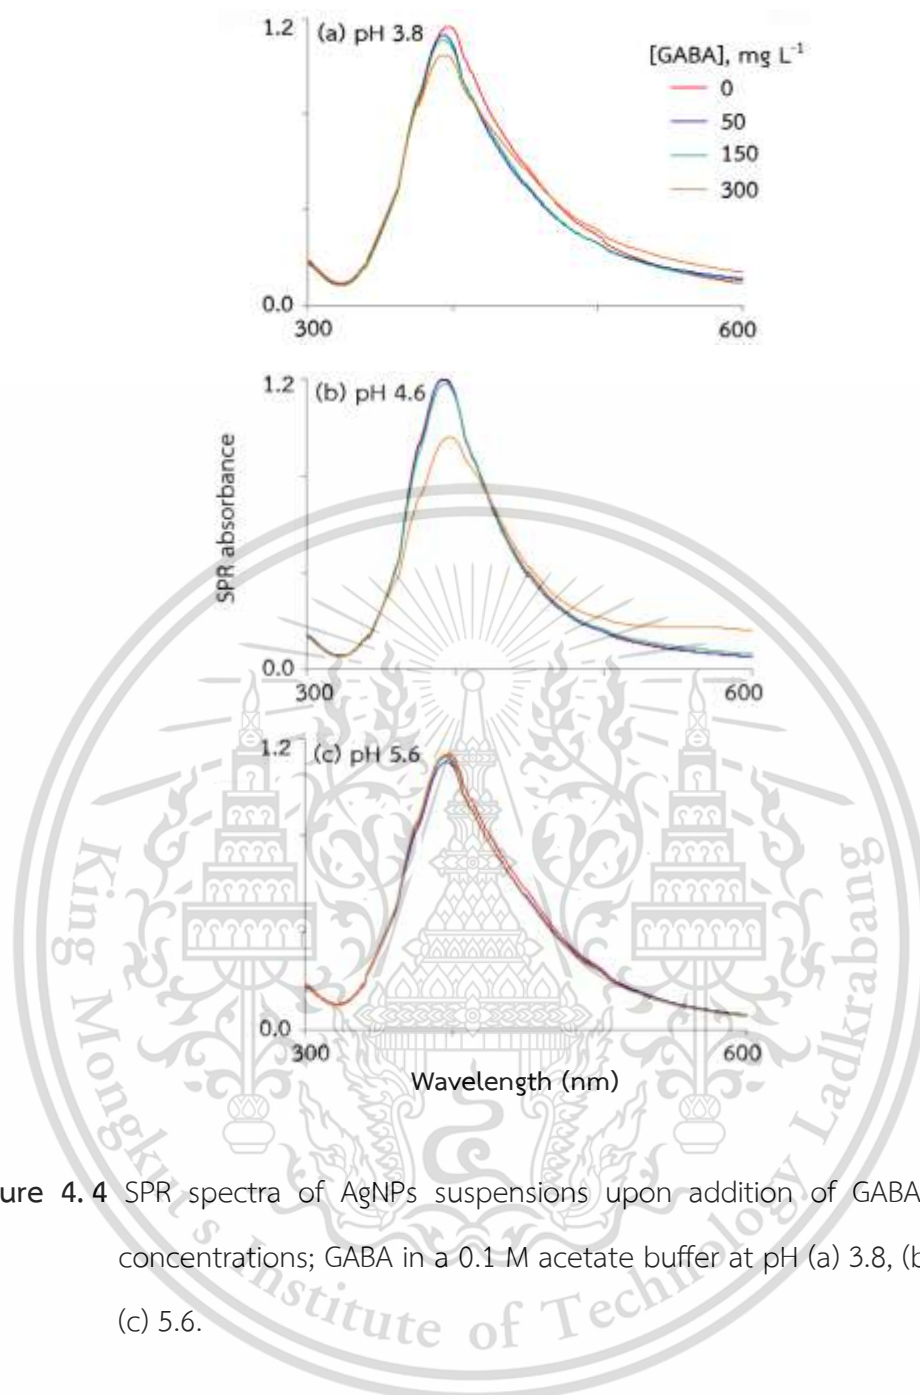 1.2
(a) pH 3.8
[GABA], mg L⁻¹
0
50
150
300
0.0
300
600
1.2
(b) pH 4.6
SPR absorbance
0.0
300
600
1.2
(c) pH 5.6
0.0
300
600
Wavelength (nm)
ure 4.4 SPR spectra of AgNPs suspensions upon addition of GABA
concentrations; GABA in a 0.1 M acetate buffer at pH (a) 3.8, (b
(c) 5.6.
King Mongkut's Institute of Technology Ladkrabang